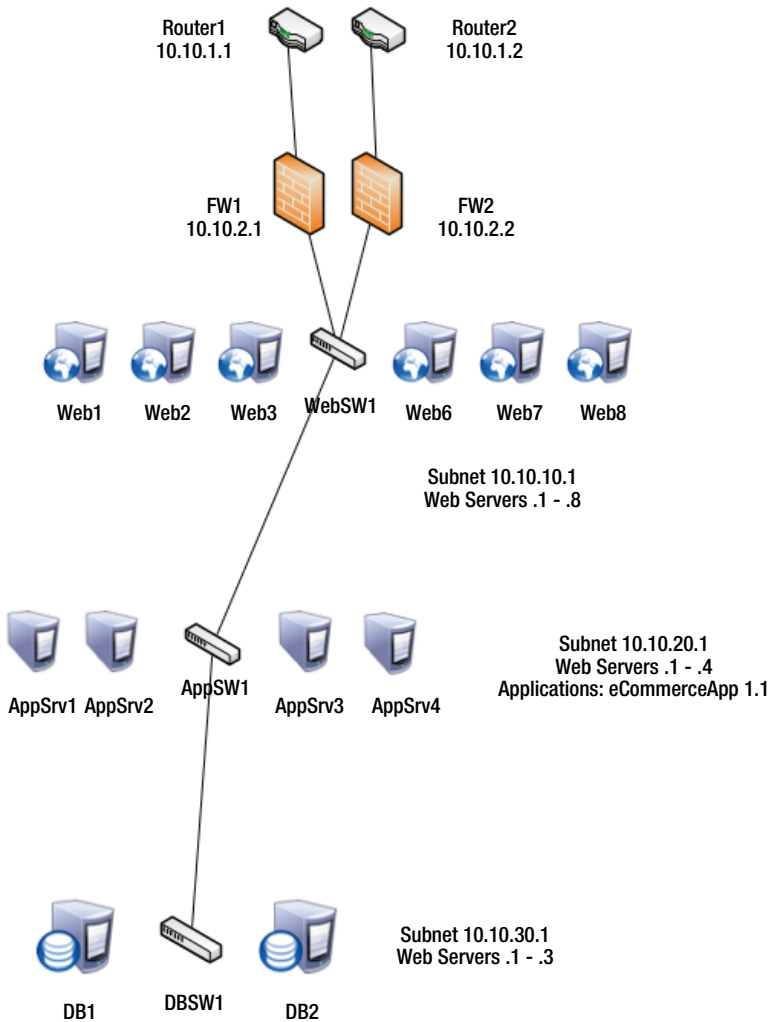 Router1
10.10.1.1
Router2
10.10.1.2
FW1
10.10.2.1
FW2
10.10.2.2
Web1
Web2
Web3
WebSW1
Web6
Web7
Web8
Subnet 10.10.10.1
Web Servers .1 - .8
AppSrv1
AppSrv2
AppSW1
AppSrv3
AppSrv4
Subnet 10.10.20.1
Web Servers .1 - .4
Applications: eCommerceApp 1.1
DB1
DBSW1
DB2
Subnet 10.10.30.1
Web Servers .1 - .3